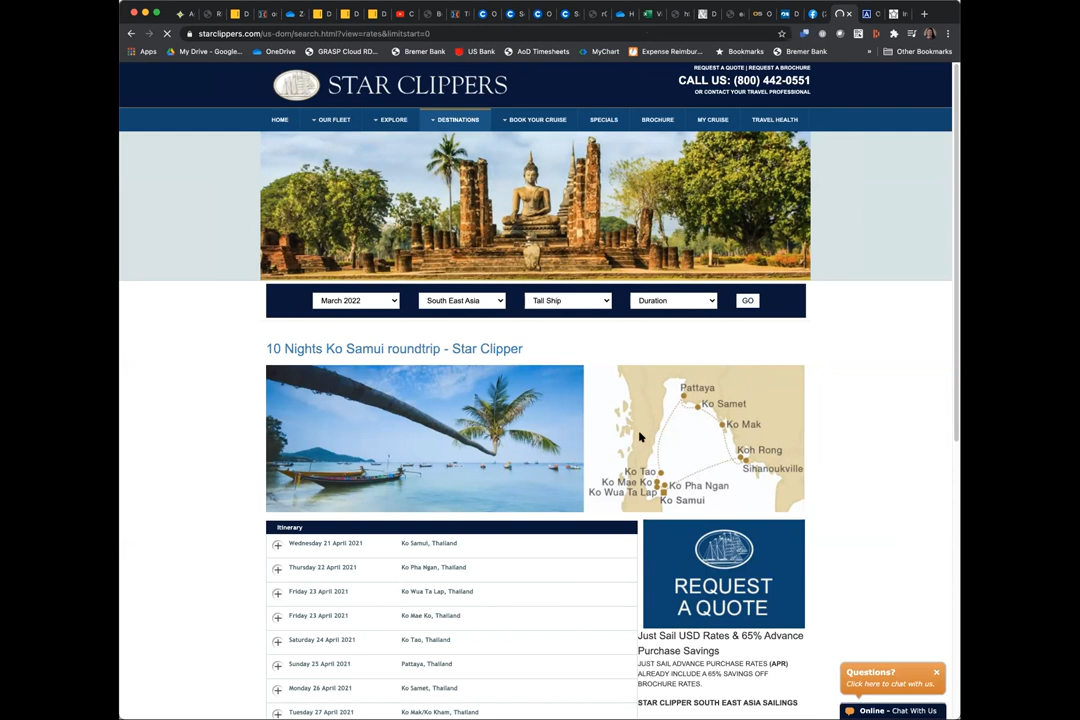 starclippers.com/us-dom/search.html?view=rates&limitstart=0
Apps My Drive - Google... OneDrive GRASP Cloud RD... Bremer Bank US Bank AoD Timesheets MyChart Expense Reimbur... Bookmarks Bremer Bank » Other Bookmarks
REQUEST A QUOTE | REQUEST A BROCHURE
STAR CLIPPERS
CALL US: (800) 442-0551
OR CONTACT YOUR TRAVEL PROFESSIONAL
HOME OUR FLEET EXPLORE DESTINATIONS BOOK YOUR CRUISE SPECIALS BROCHURE MY CRUISE TRAVEL HEALTH
March 2022 South East Asia Tall Ship Duration GO
10 Nights Ko Samui roundtrip - Star Clipper
Pattaya
Ko Samet
Ko Mak
Koh Rong
Sihanoukville
Ko Tao
Ko Mae Ko
Ko Pha Ngan
Ko Wua Ta Lap
Ko Samui
Itinerary
Wednesday 21 April 2021 Ko Samui, Thailand
Thursday 22 April 2021 Ko Pha Ngan, Thailand
Friday 23 April 2021 Ko Wua Ta Lap, Thailand
Friday 23 April 2021 Ko Mae Ko, Thailand
Saturday 24 April 2021 Ko Tao, Thailand
Sunday 25 April 2021 Pattaya, Thailand
Monday 26 April 2021 Ko Samet, Thailand
Tuesday 27 April 2021 Ko Mak/Ko Kham, Thailand
REQUEST
A QUOTE
Just Sail USD Rates & 65% Advance
Purchase Savings
JUST SAIL ADVANCE PURCHASE RATES (APR)
ALREADY INCLUDE A 65% SAVINGS OFF
BROCHURE RATES.
STAR CLIPPER SOUTH EAST ASIA SAILINGS
Questions?
Click here to chat with us.
Online - Chat With Us